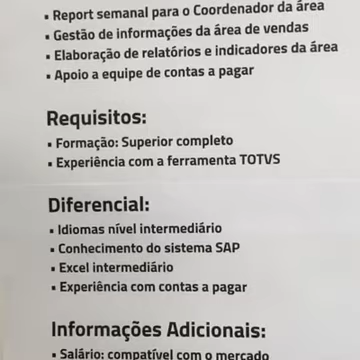 ▪ Report semanal para o Coordenador da área
▪ Gestão de informações da área de vendas
▪ Elaboração de relatórios e indicadores da área
▪ Apoio a equipe de contas a pagar
Requisitos:
▪ Formação: Superior completo
▪ Experiência com a ferramenta TOTVS
Diferencial:
▪ Idiomas nível intermediário
▪ Conhecimento do sistema SAP
▪ Excel intermediário
▪ Experiência com contas a pagar
Informações Adicionais:
▪ Salário: compatível com o mercado